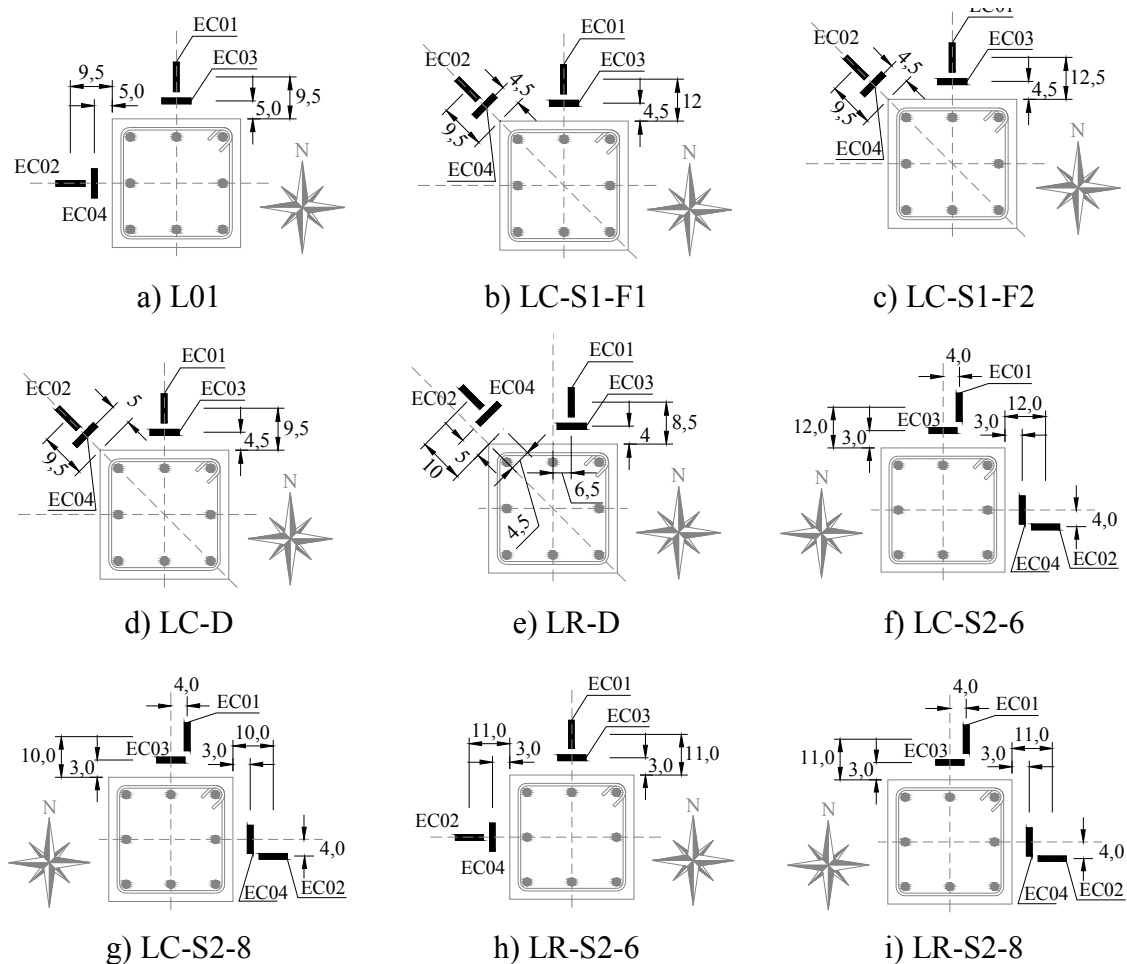 EC01
EC03
9,5
5,0
9,5
5,0
EC02
EC04
N
a) L01
EC01
EC02
EC03
4,5
12
4,5
9,5
EC04
N
b) LC-S1-F1
EC01
EC02
EC03
4,5
12,5
4,5
9,5
EC04
N
c) LC-S1-F2
EC01
EC02
EC03
5
9,5
4,5
9,5
EC04
N
d) LC-D
EC01
EC02
EC04
EC03
8,5
4
5
10
6,5
4,5
N
e) LR-D
4,0
EC01
EC03
12,0
12,0
3,0
3,0
N
4,0
EC04
EC02
f) LC-S2-6
4,0
EC01
EC03
10,0
10,0
3,0
3,0
N
4,0
EC04
EC02
g) LC-S2-8
EC01
EC03
11,0
3,0
11,0
3,0
EC02
EC04
N
h) LR-S2-6
4,0
EC01
EC03
11,0
11,0
3,0
3,0
N
4,0
EC04
EC02
i) LR-S2-8